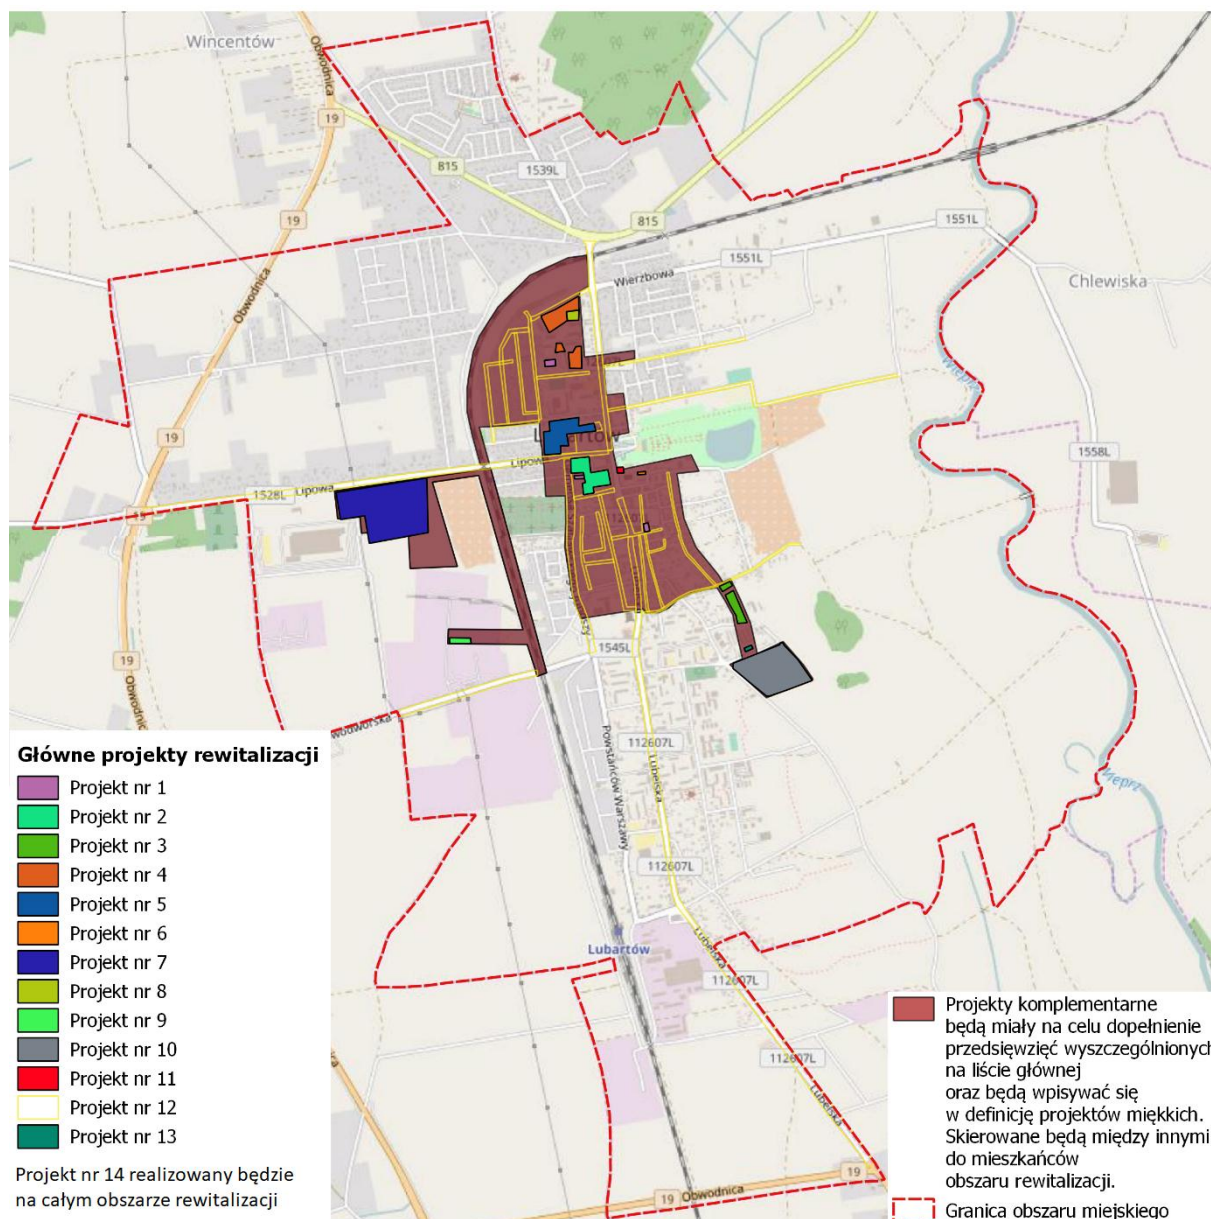 Wincentów
Obwodnica
19
815
1539L
19
815
1551L
Wierzbowa
1551L
Chlewiska
Obwodnica
Wieprz
19
Lipowa
1558L
Lipowa
1528L
19
1545L
19
Obwodnica
112607L
Lubelska
Powstańców Warszawy
Wieprz
112607L
Lubartów
Lubelska
112607L
112607L
Lubelska
19
19
Obwodnica
Główne projekty rewitalizacji
Projekt nr 1
Projekt nr 2
Projekt nr 3
Projekt nr 4
Projekt nr 5
Projekt nr 6
Projekt nr 7
Projekt nr 8
Projekt nr 9
Projekt nr 10
Projekt nr 11
Projekt nr 12
Projekt nr 13
Projekt nr 14 realizowany będzie
na całym obszarze rewitalizacji
Projekty komplementarne
będą miały na celu dopełnienie
przedsięwzięć wyszczególnionych
na liście głównej
oraz będą wpisywać się
w definicję projektów miękkich.
Skierowane będą między innymi
do mieszkańców
obszaru rewitalizacji.
Granica obszaru miejskiego